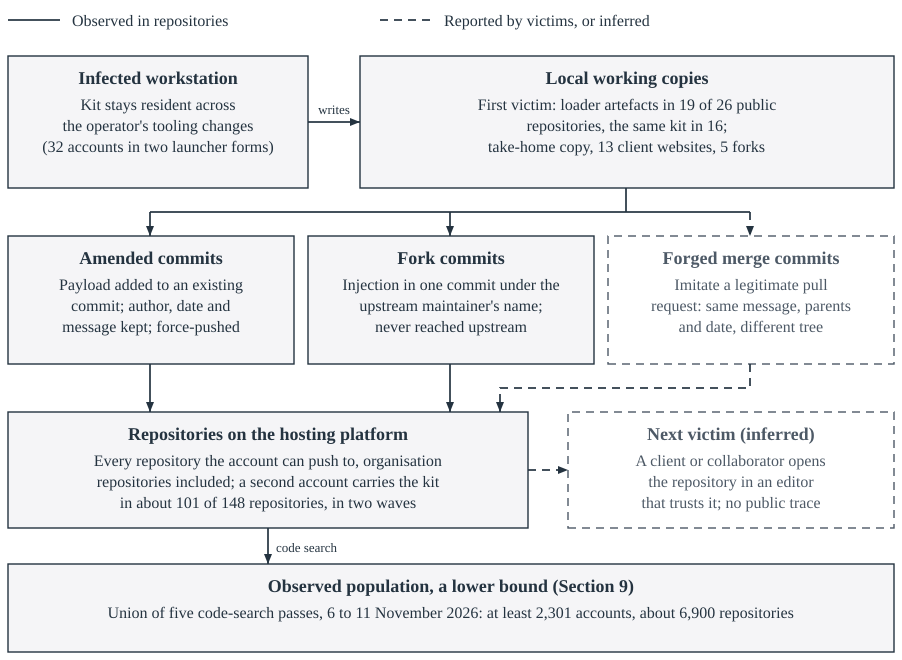 Observed in repositories
Reported by victims, or inferred
Infected workstation
Kit stays resident across
the operator's tooling changes
(32 accounts in two launcher forms)
writes
Local working copies
First victim: loader artefacts in 19 of 26 public
repositories, the same kit in 16;
take-home copy, 13 client websites, 5 forks
Amended commits
Payload added to an existing
commit; author, date and
message kept; force-pushed
Fork commits
Injection in one commit under the
upstream maintainer's name;
never reached upstream
Forged merge commits
Imitate a legitimate pull
request: same message, parents
and date, different tree
Repositories on the hosting platform
Every repository the account can push to, organisation
repositories included; a second account carries the kit
in about 101 of 148 repositories, in two waves
Next victim (inferred)
A client or collaborator opens
the repository in an editor
that trusts it; no public trace
code search
Observed population, a lower bound (Section 9)
Union of five code-search passes, 6 to 11 November 2026: at least 2,301 accounts, about 6,900 repositories